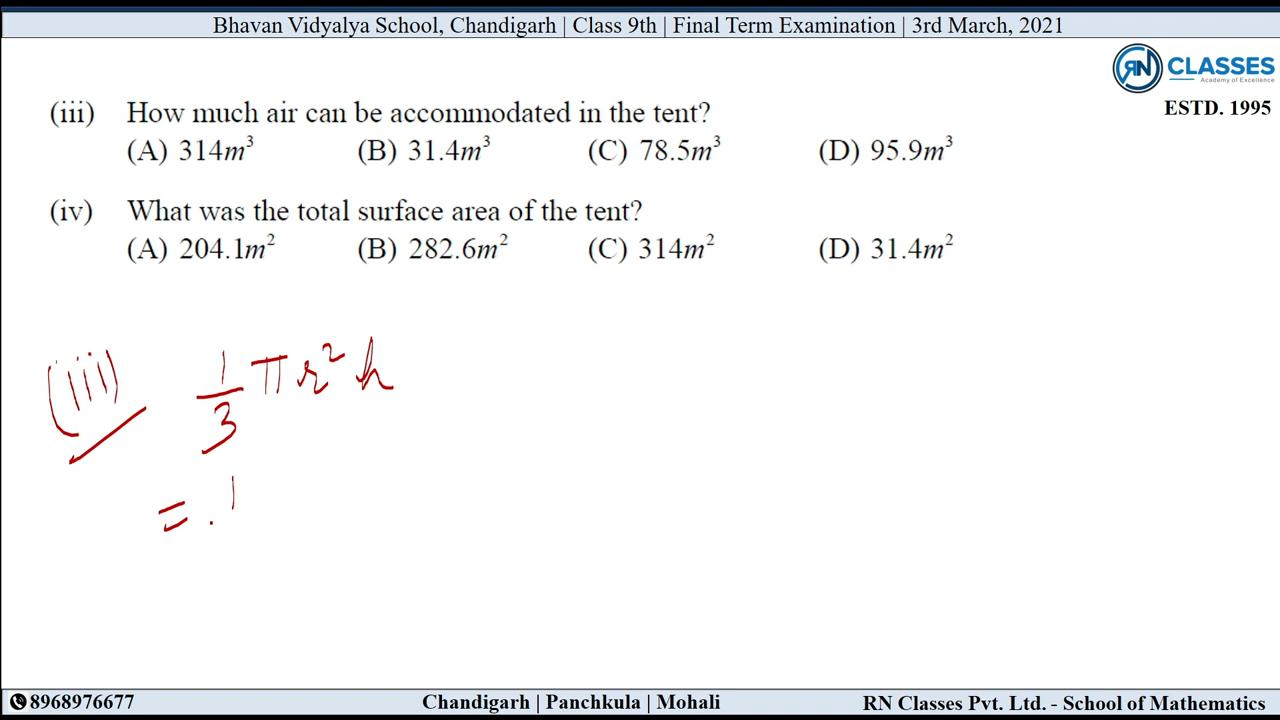 Bhavan Vidyalya School, Chandigarh | Class 9th | Final Term Examination | 3rd March, 2021
RN CLASSES
Academy of Excellence
ESTD. 1995
(iii) How much air can be accommodated in the tent?
(A) 314m³ (B) 31.4m³ (C) 78.5m³ (D) 95.9m³
(iv) What was the total surface area of the tent?
(A) 204.1m² (B) 282.6m² (C) 314m² (D) 31.4m²
(iii) 1/3 πr²h
= . 1
8968976677 Chandigarh | Panchkula | Mohali RN Classes Pvt. Ltd. - School of Mathematics